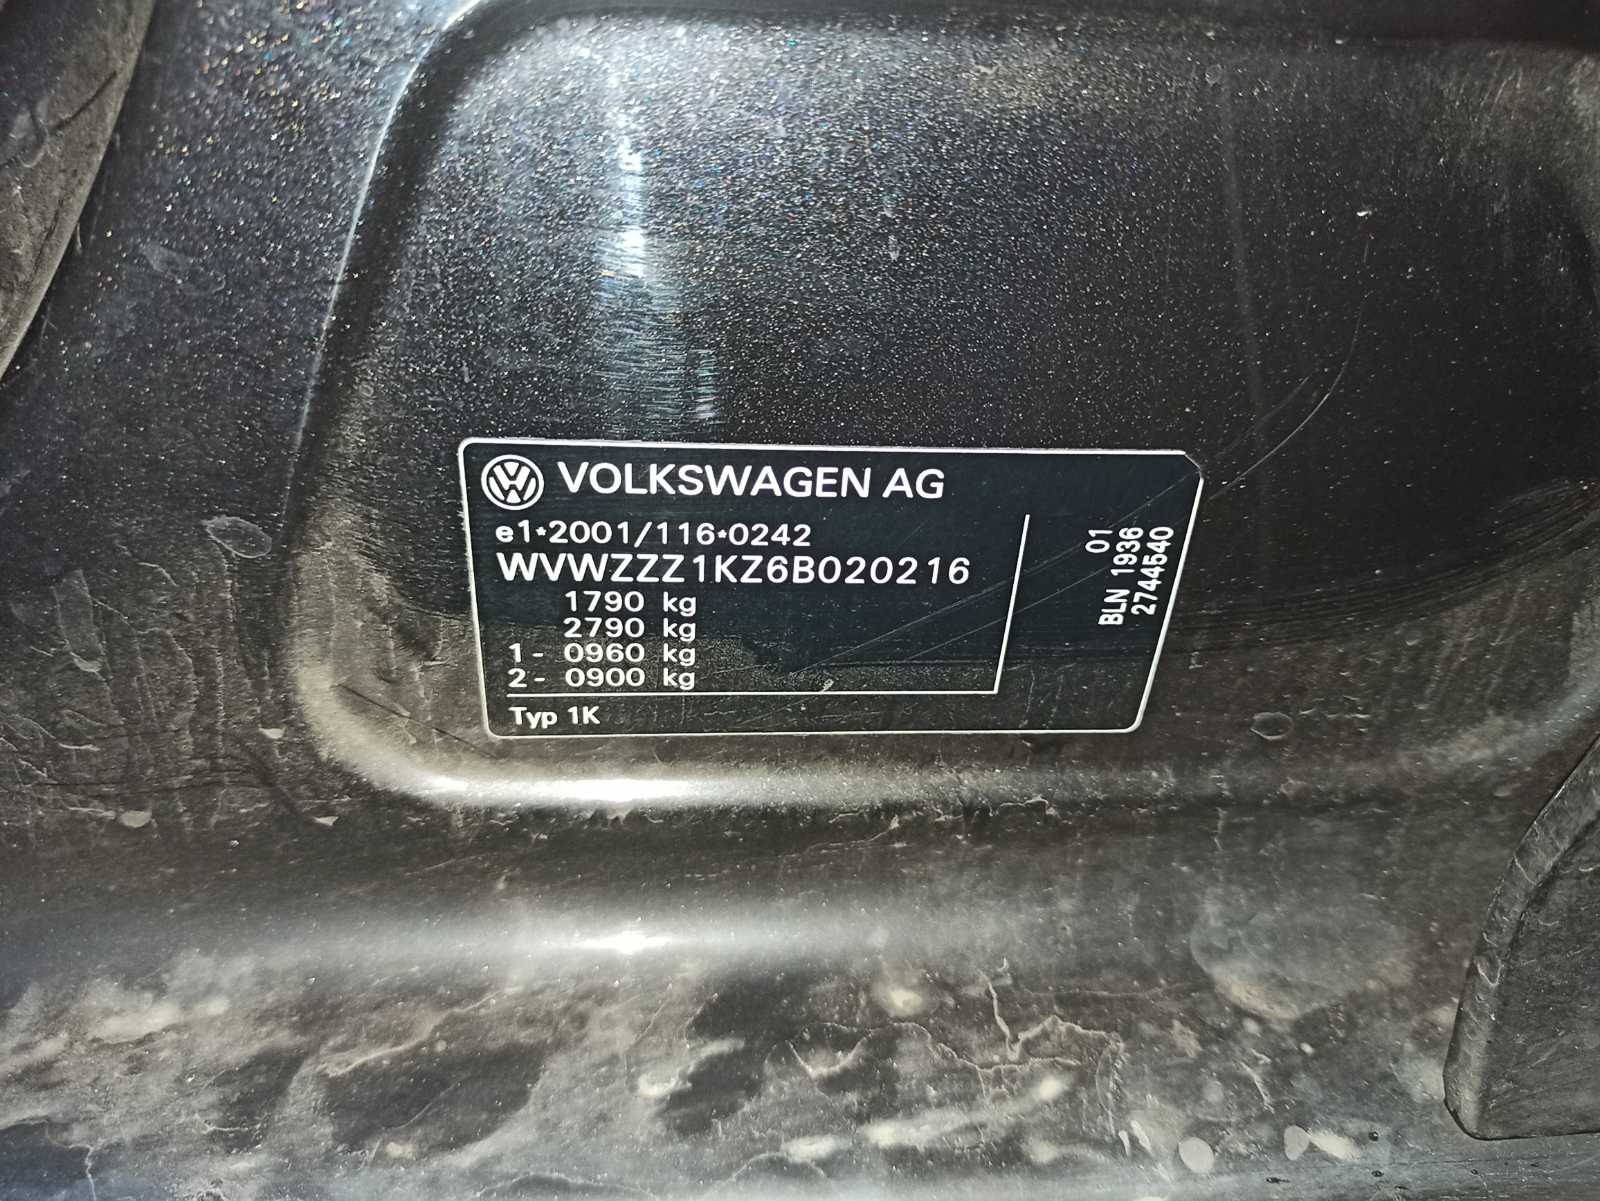 VOLKSWAGEN AG
e1*2001/116*0242
WVWZZZ1KZ6B020216
1790 kg
2790 kg
1- 0960 kg
2- 0900 kg
Typ 1K
01
BLN 1936
2744540